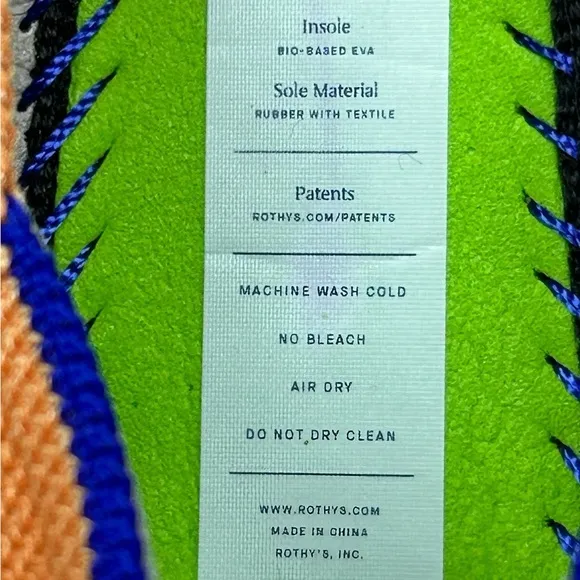 Insole
BIO-BASED EVA
Sole Material
RUBBER WITH TEXTILE
Patents
ROTHYS.COM/PATENTS
MACHINE WASH COLD
NO BLEACH
AIR DRY
DO NOT DRY CLEAN
WWW.ROTHYS.COM
MADE IN CHINA
ROTHY'S, INC.